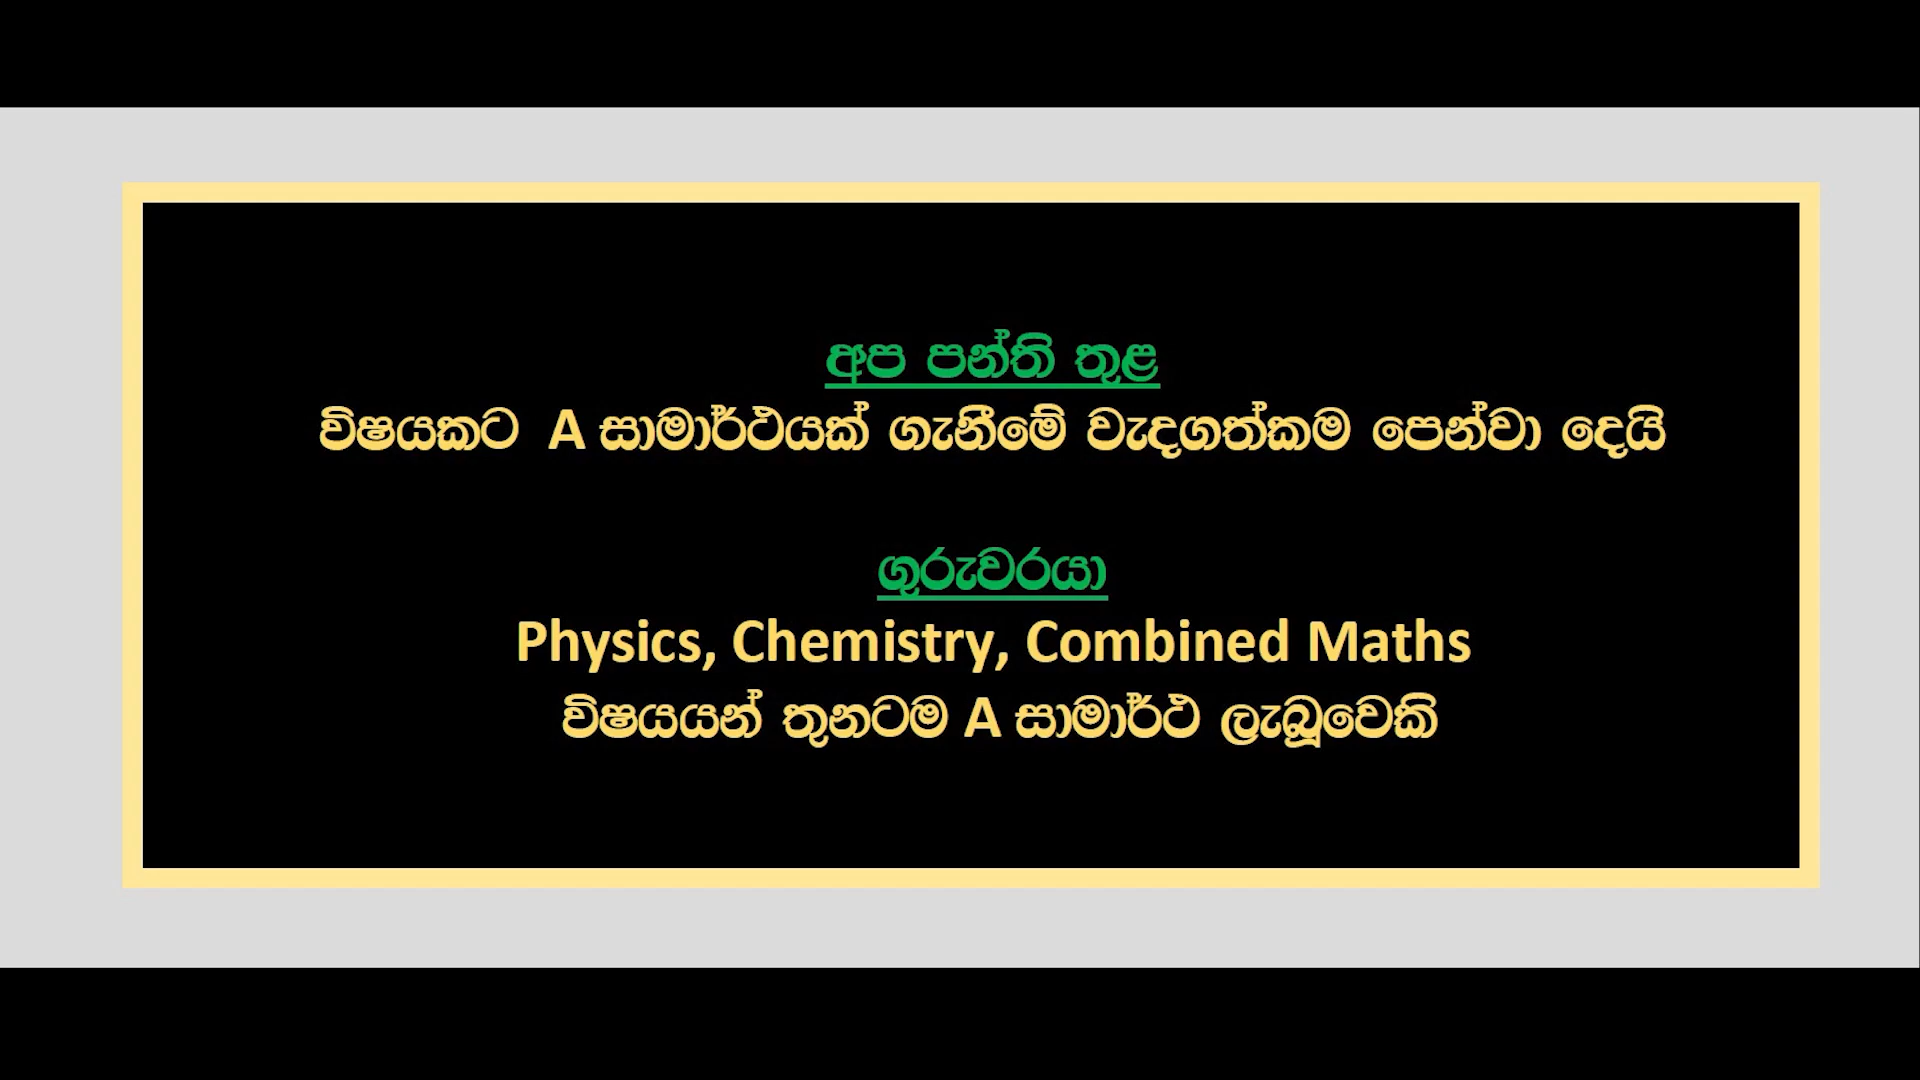 අප පන්ති තුළ
විෂයකට A සාමාර්ථයක් ගැනීමේ වැදගත්කම පෙන්වා දෙයි
ගුරුවරයා
Physics, Chemistry, Combined Maths
විෂයයන් තුනටම A සාමාර්ථ ලැබූවෙකි